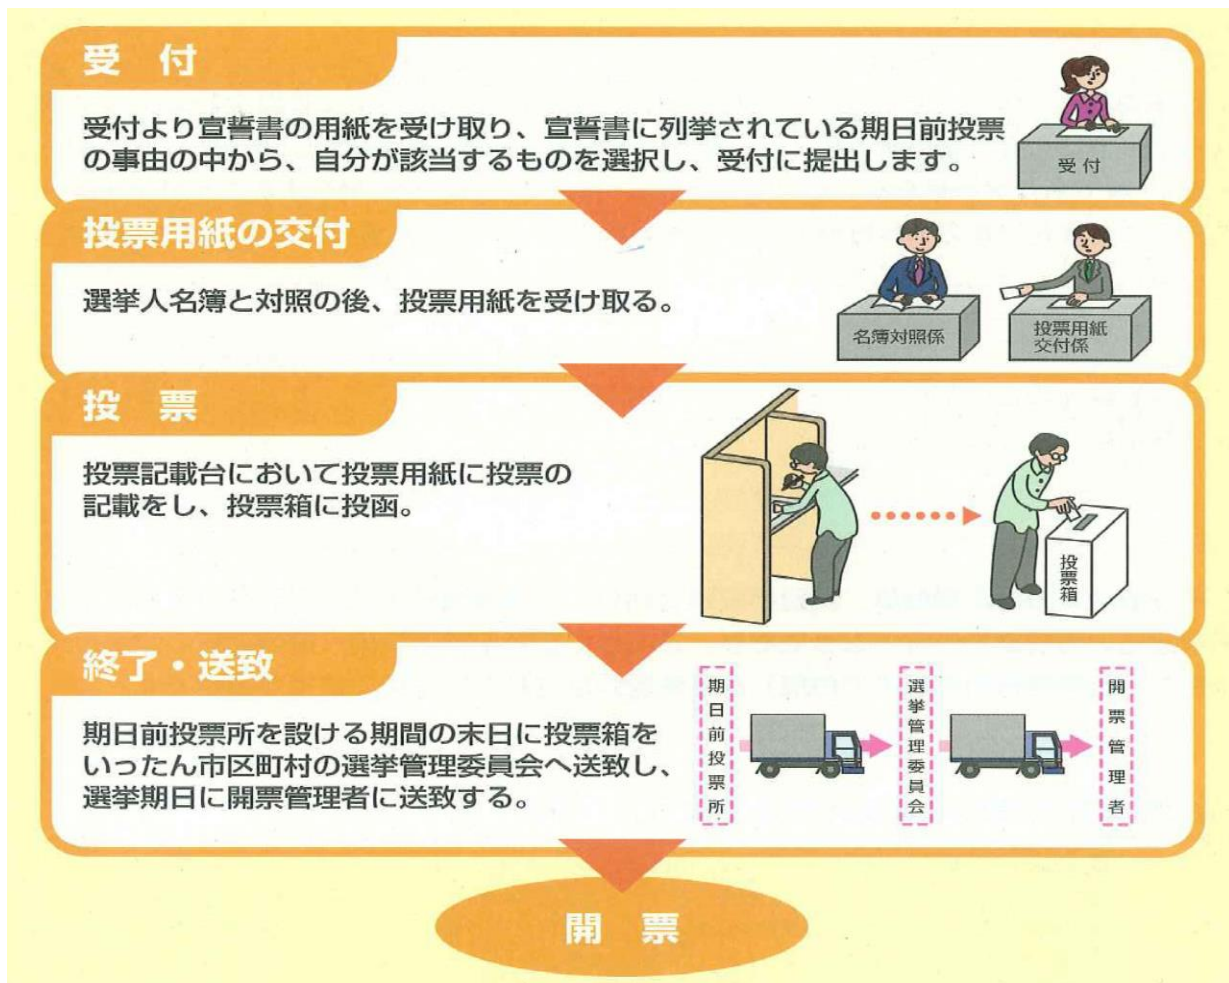 受　付
受付より宣誓書の用紙を受け取り、宣誓書に列挙されている期日前投票
の事由の中から、自分が該当するものを選択し、受付に提出します。
受 付
投票用紙の交付
選挙人名簿と対照の後、投票用紙を受け取る。
名簿対照係
投票用紙
交付係
投　票
投票記載台において投票用紙に投票の
記載をし、投票箱に投函。
投票箱
終了・送致
期日前投票所を設ける期間の末日に投票箱を
いったん市区町村の選挙管理委員会へ送致し、
選挙期日に開票管理者に送致する。
期日前投票所
選挙管理委員会
開票管理者
開　票